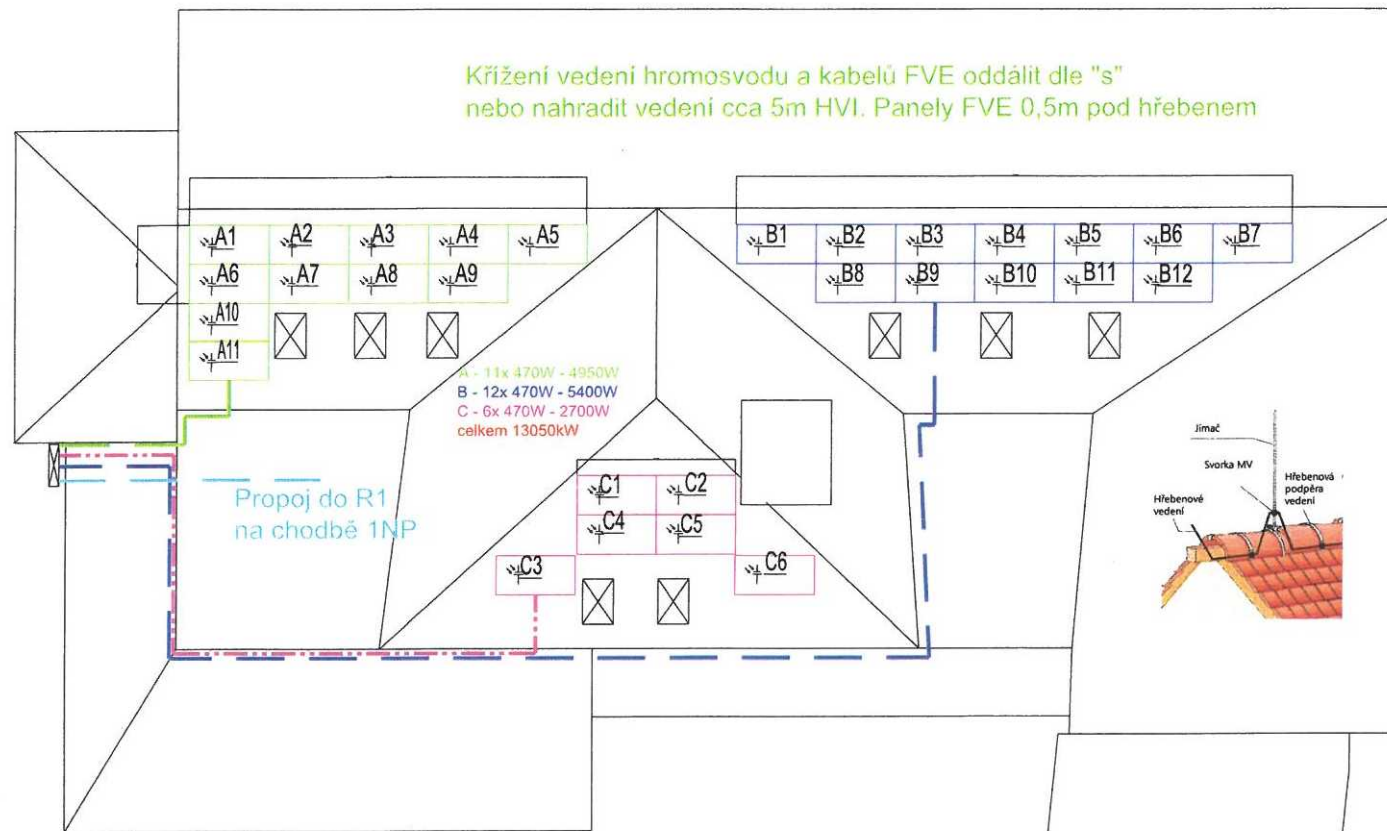 Křížení vedení hromosvodu a kabelů FVE oddálit dle "s"
nebo nahradit vedení cca 5m HVI. Panely FVE 0,5m pod hřebenem
A1 A2 A3 A4 A5
B1 B2 B3 B4 B5 B6 B7
A6 A7 A8 A9
B8 B9 B10 B11 B12
A10
A11
A - 11x 470W - 4950W
B - 12x 470W - 5400W
C - 6x 470W - 2700W
celkem 13050kW
C1 C2
C4 C5
C3 C6
Propoj do R1
na chodbě 1NP
Jímač
Svorka MV
Hřebenové
vedení
Hřebenová
podpěra
vedení